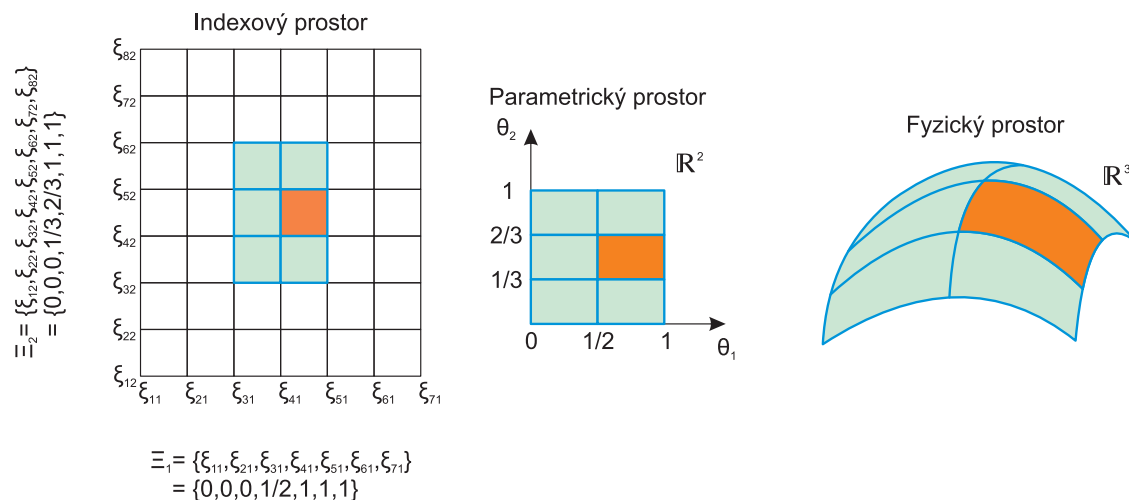 Indexový prostor
ξ82
ξ72
ξ62
ξ52
ξ42
ξ32
ξ22
ξ12
ξ11 ξ21 ξ31 ξ41 ξ51 ξ61 ξ71
Ξ2 = {ξ12,ξ22,ξ32,ξ42,ξ52,ξ62,ξ72,ξ82}
= {0,0,0,1/3,2/3,1,1,1}
Ξ1 = {ξ11,ξ21,ξ31,ξ41,ξ51,ξ61,ξ71}
= {0,0,0,1/2,1,1,1}
Parametrický prostor
θ2
ℝ2
1
2/3
1/3
0 1/2 1
θ1
Fyzický prostor
ℝ3